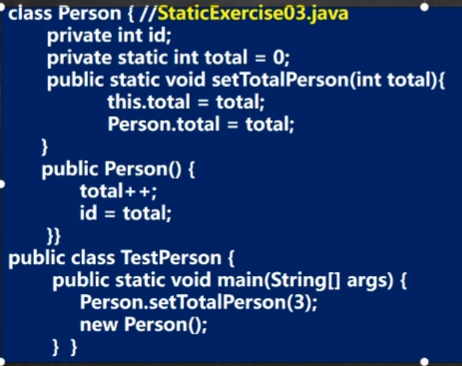 class Person { //StaticExercise03.java
private int id;
private static int total = 0;
public static void setTotalPerson(int total){
this.total = total;
Person.total = total;
}
public Person() {
total++;
id = total;
}}
public class TestPerson {
public static void main(String[] args) {
Person.setTotalPerson(3);
new Person();
} }